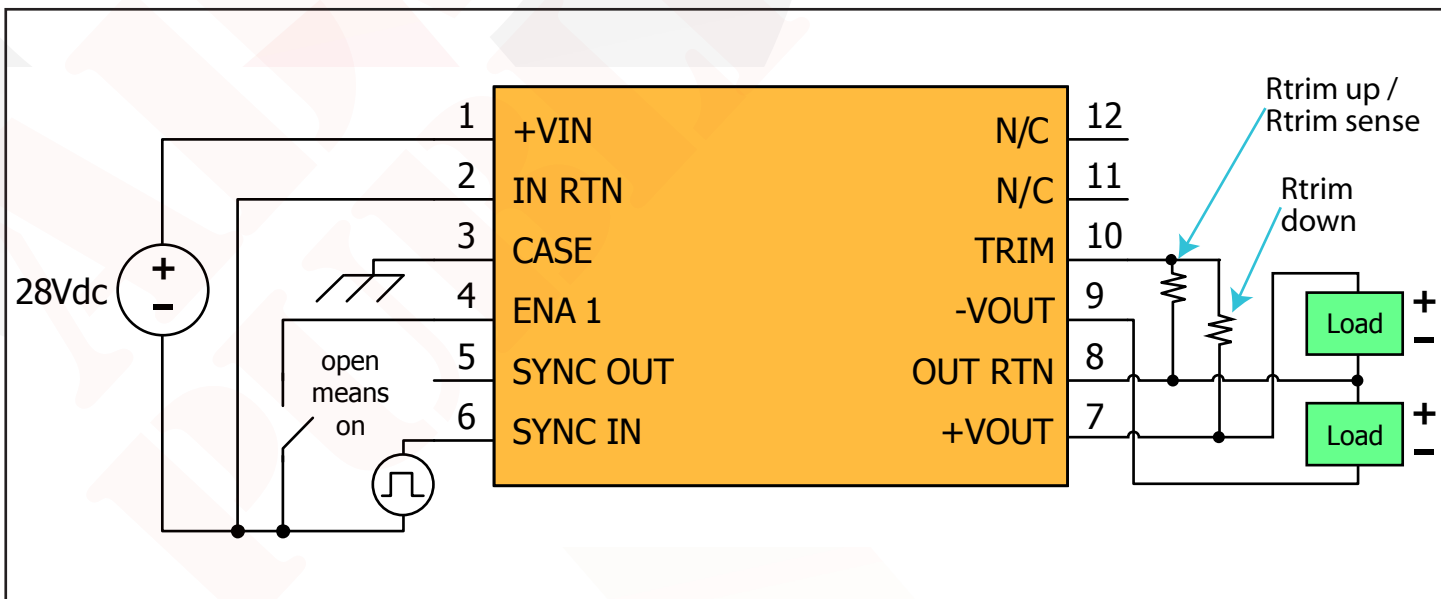 1
+VIN
2
IN RTN
3
CASE
4
ENA 1
5
SYNC OUT
6
SYNC IN
28Vdc
+
−
open
means
on
N/C
12
N/C
11
TRIM
10
-VOUT
9
OUT RTN
8
+VOUT
7
Rtrim up /
Rtrim sense
Rtrim
down
Load
+
−
Load
+
−